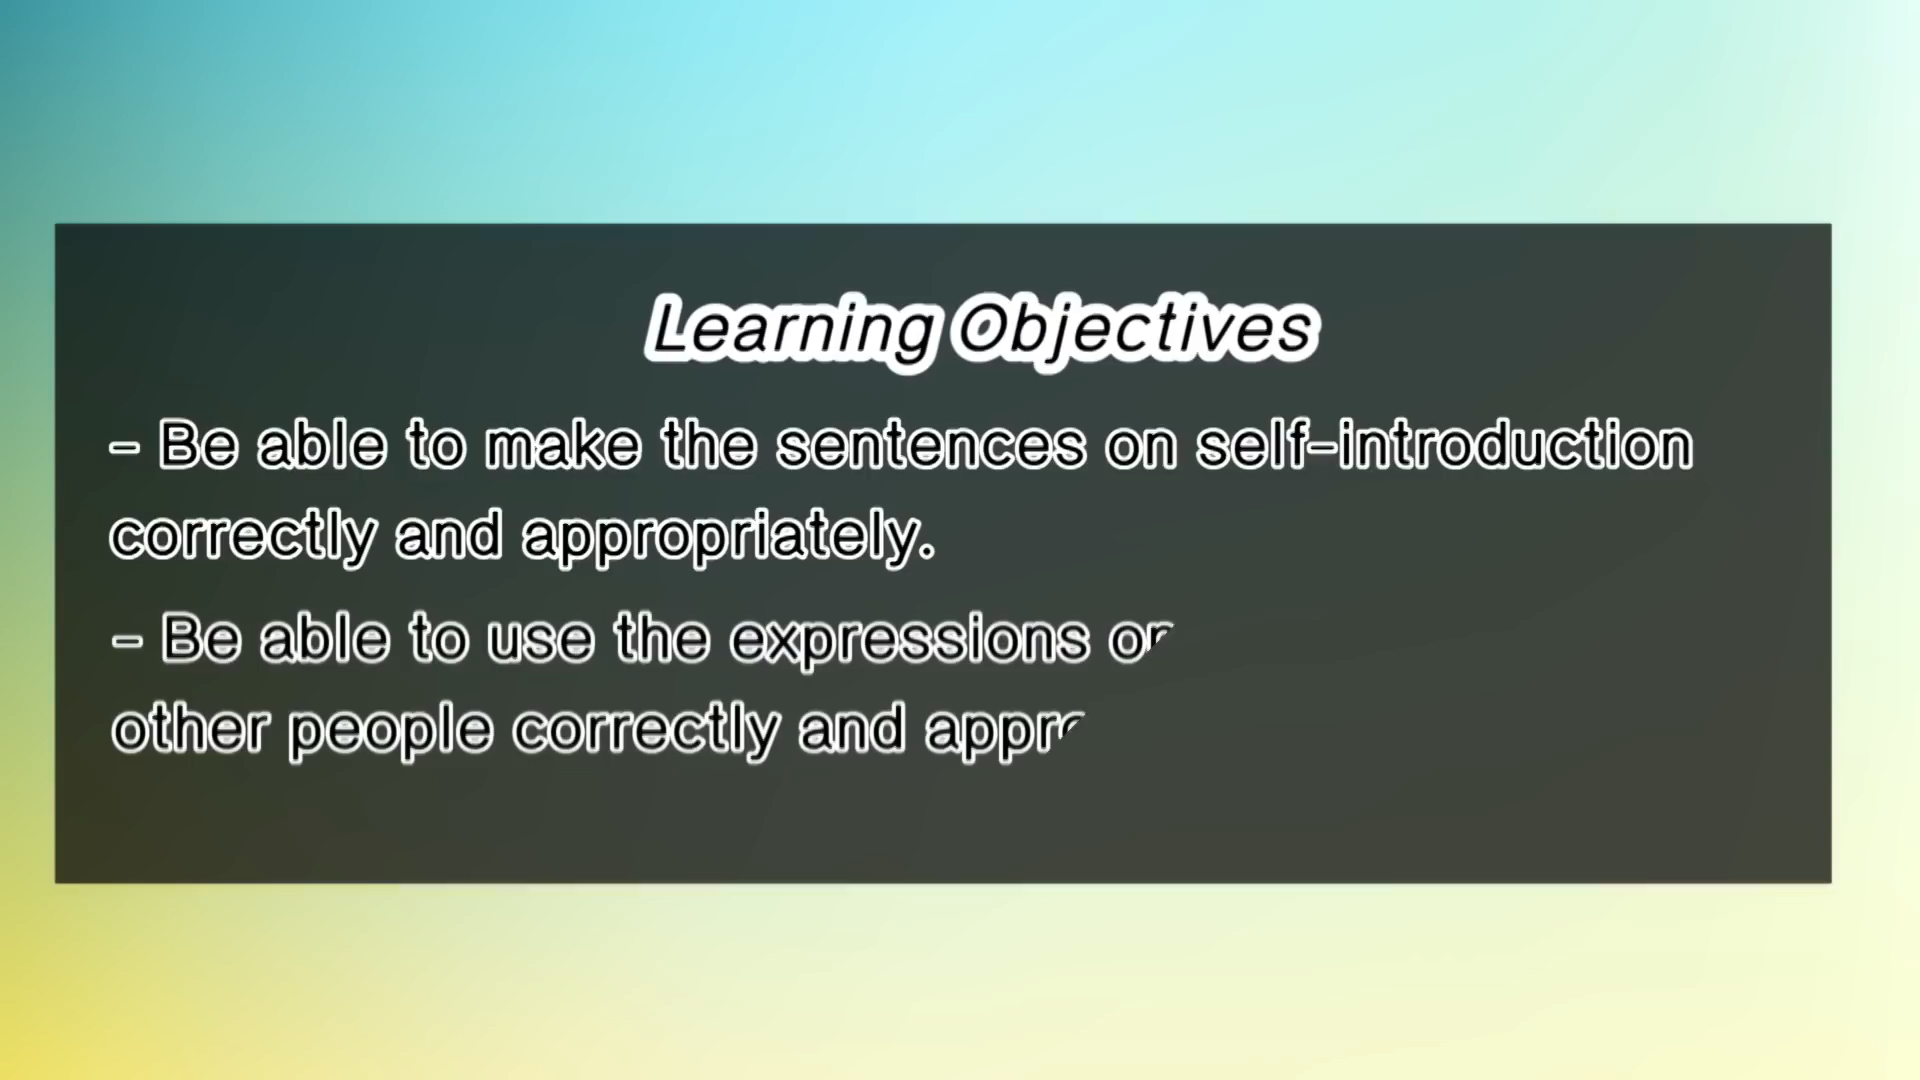 Learning Objectives
- Be able to make the sentences on self-introduction
correctly and appropriately.
- Be able to use the expressions
other people correctly and